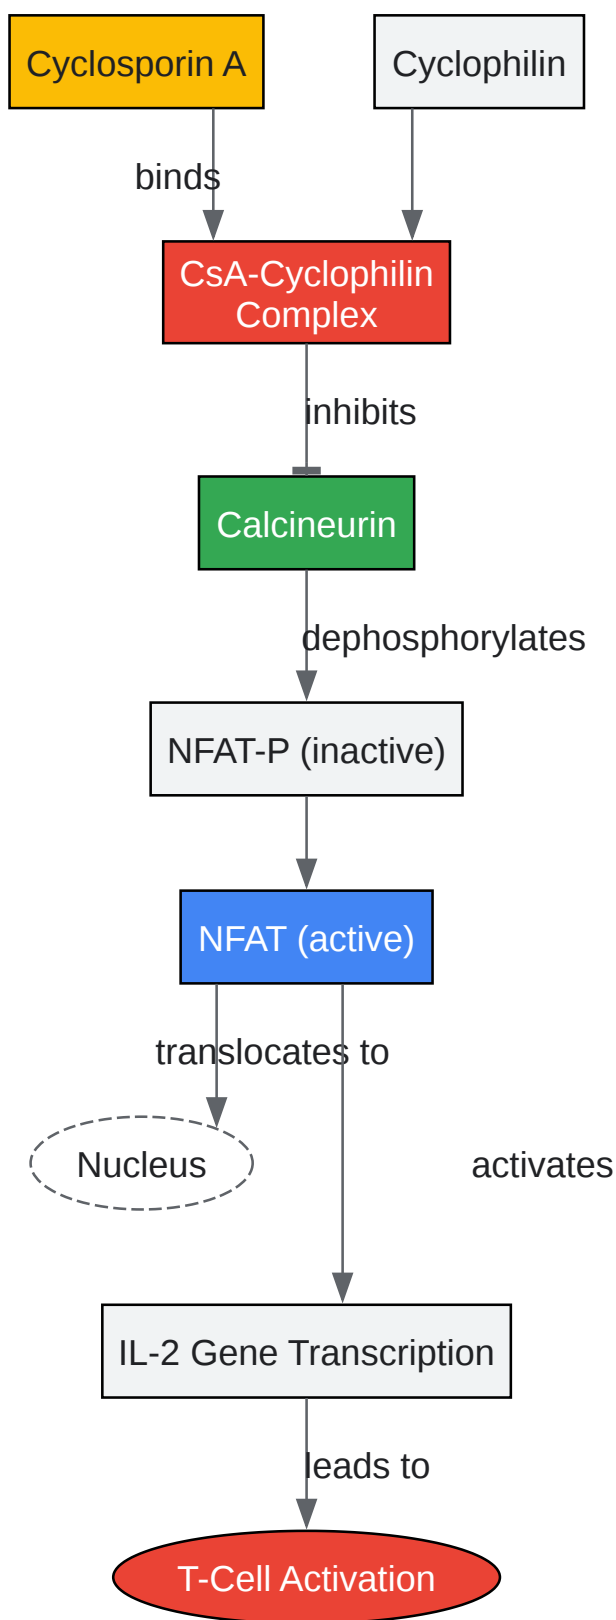 Cyclosporin A
Cyclophilin
binds
CsA-Cyclophilin
Complex
inhibits
Calcineurin
dephosphorylates
NFAT-P (inactive)
NFAT (active)
translocates to
Nucleus
activates
IL-2 Gene Transcription
leads to
T-Cell Activation